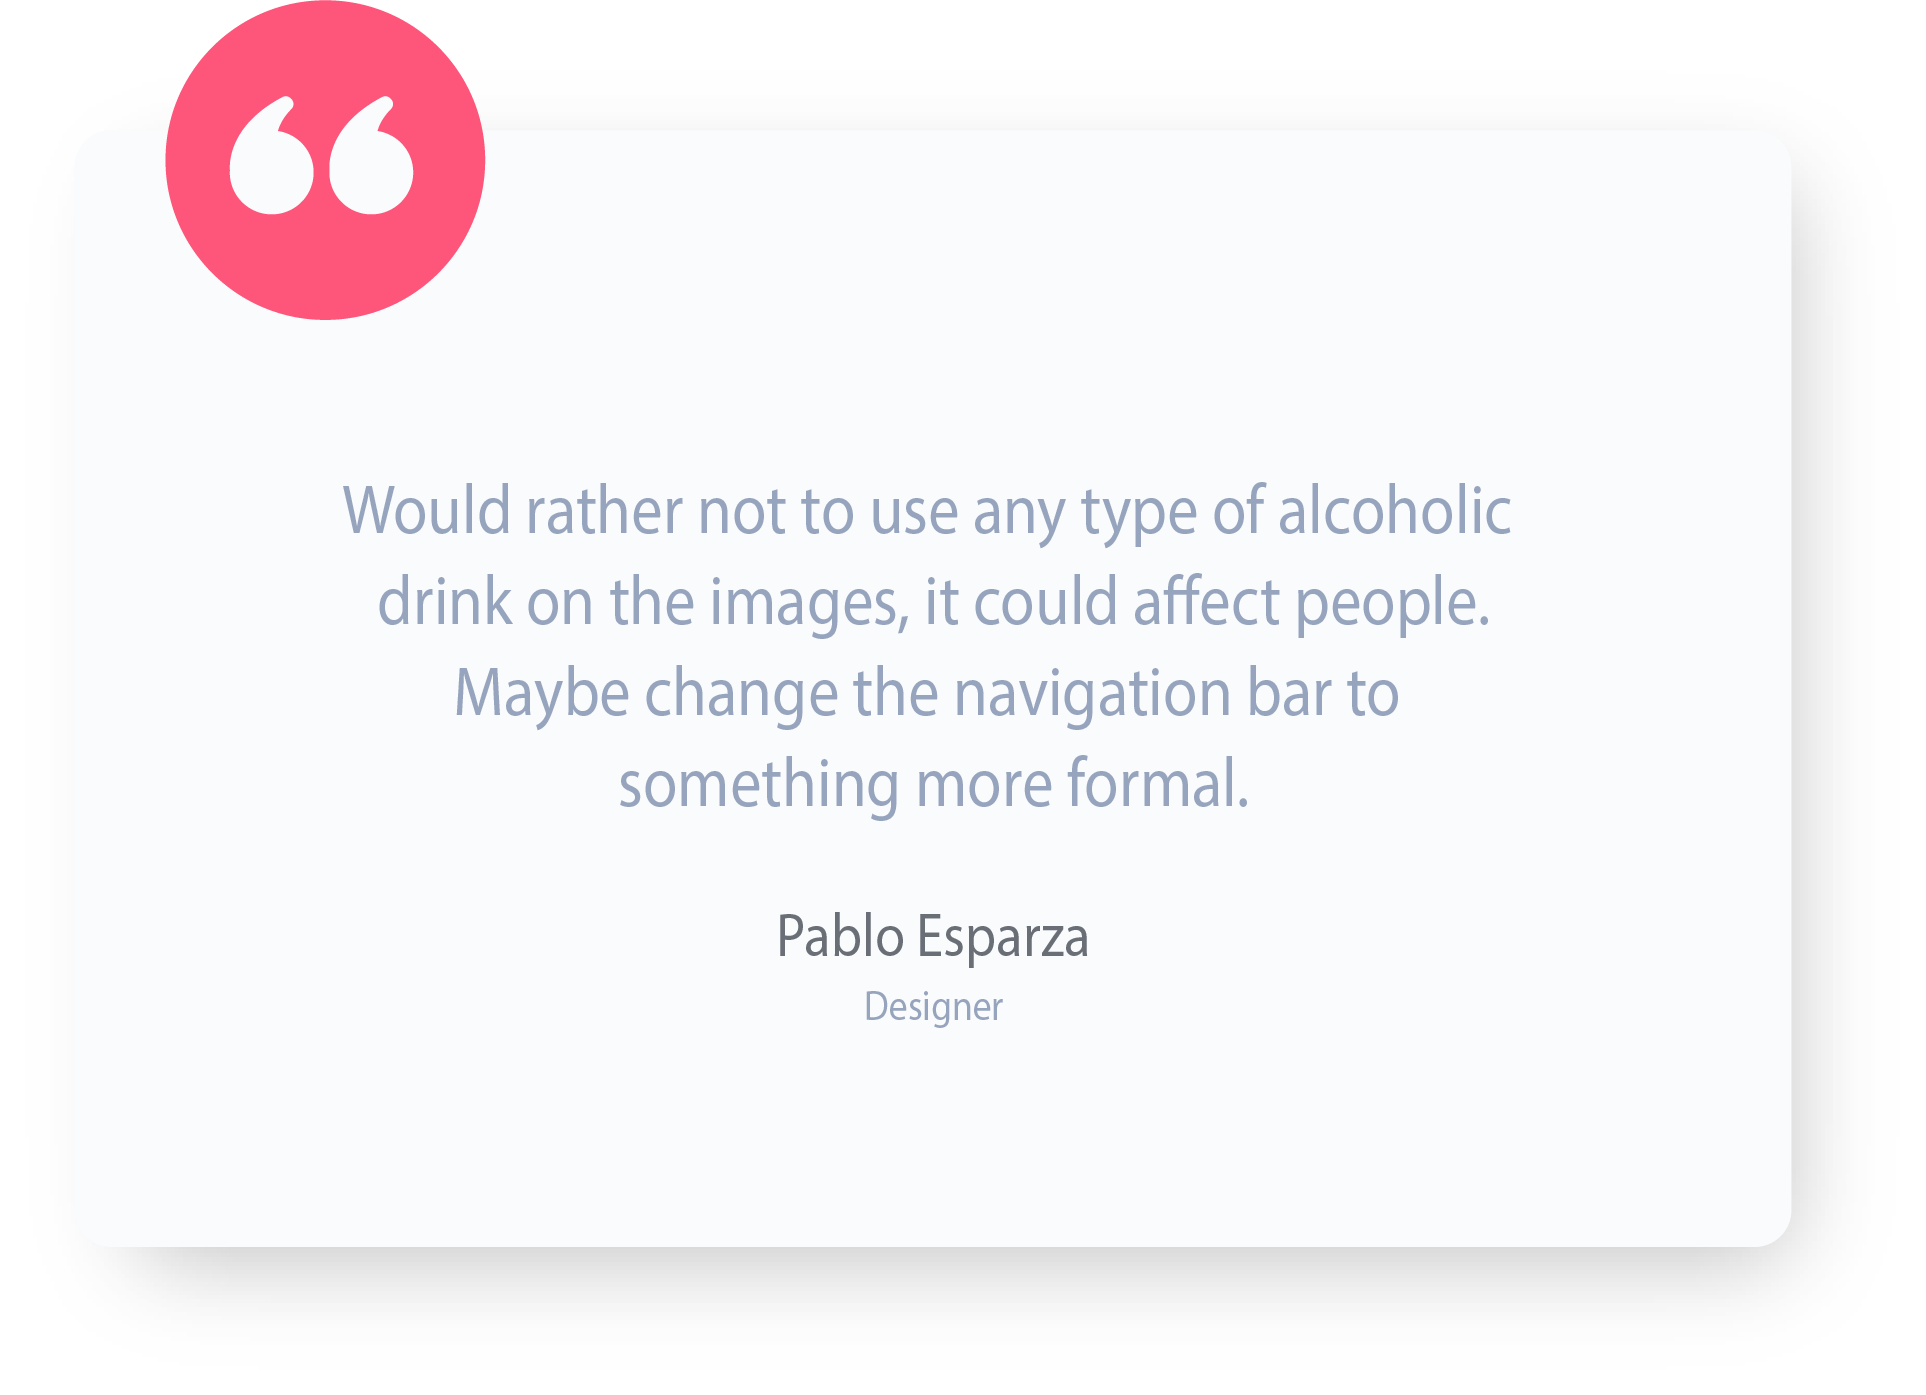 Would rather not to use any type of alcoholic
drink on the images, it could affect people.
Maybe change the navigation bar to
something more formal.
Pablo Esparza
Designer